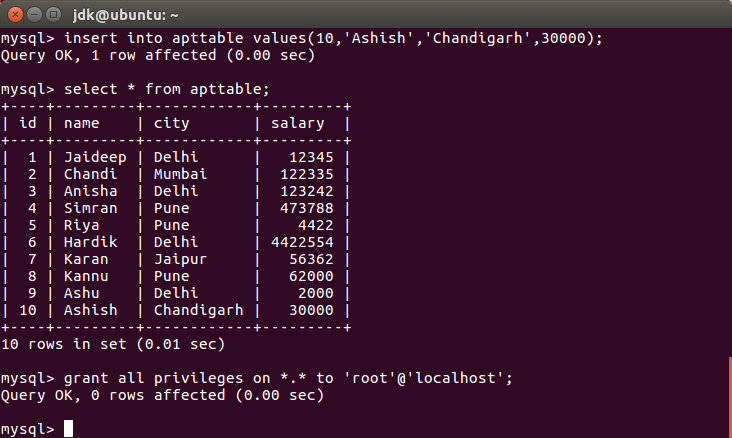 jdk@ubuntu: ~
mysql> insert into apttable values(10,'Ashish','Chandigarh',30000);
Query OK, 1 row affected (0.00 sec)
mysql> select * from apttable;
+----+---------+------------+---------+
| id | name    | city       | salary  |
+----+---------+------------+---------+
|  1 | Jaideep | Delhi      |   12345 |
|  2 | Chandi  | Mumbai     |  122335 |
|  3 | Anisha  | Delhi      |  123242 |
|  4 | Simran  | Pune       |  473788 |
|  5 | Riya    | Pune       |    4422 |
|  6 | Hardik  | Delhi      | 4422554 |
|  7 | Karan   | Jaipur     |   56362 |
|  8 | Kannu   | Pune       |   62000 |
|  9 | Ashu    | Delhi      |    2000 |
| 10 | Ashish  | Chandigarh |   30000 |
+----+---------+------------+---------+
10 rows in set (0.01 sec)
mysql> grant all privileges on *.* to 'root'@'localhost';
Query OK, 0 rows affected (0.00 sec)
mysql>